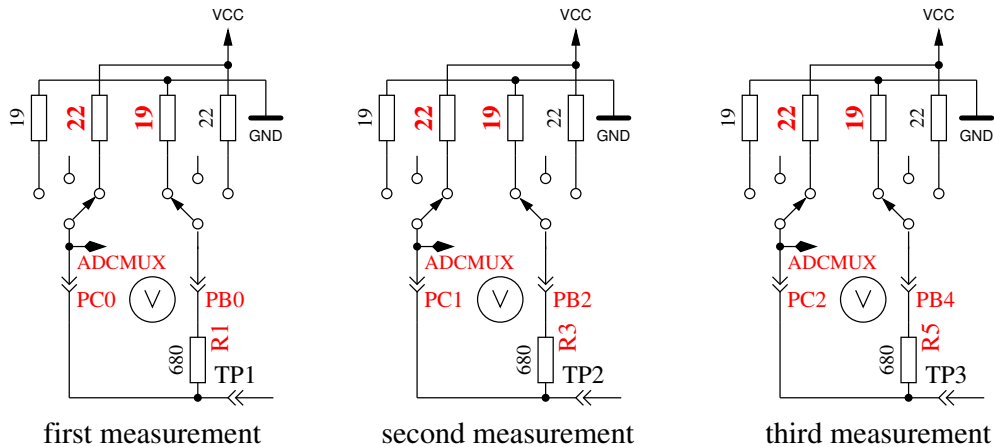 VCC
19
22
19
22
GND
ADCMUX
PC0
V
PB0
R1
680
TP1
first measurement
VCC
19
22
19
22
GND
ADCMUX
PC1
V
PB2
R3
680
TP2
second measurement
VCC
19
22
19
22
GND
ADCMUX
PC2
V
PB4
R5
680
TP3
third measurement